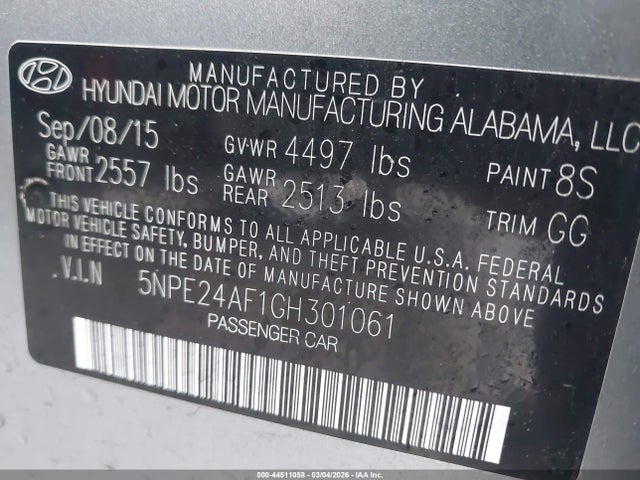 MANUFACTURED BY
HYUNDAI MOTOR MANUFACTURING ALABAMA, LLC
Sep/08/15 GVWR 4497 lbs PAINT 8S
GAWR FRONT 2557 lbs GAWR REAR 2513 lbs TRIM GG
THIS VEHICLE CONFORMS TO ALL APPLICABLE U.S.A. FEDERAL
MOTOR VEHICLE SAFETY, BUMPER, AND THEFT PREVENTION STANDARDS
IN EFFECT ON THE DATE OF MANUFACTURE SHOWN ABOVE
.V.I.N 5NPE24AF1GH301061
PASSENGER CAR
000-44511058 - 03/04/2026 - IAAI.COM